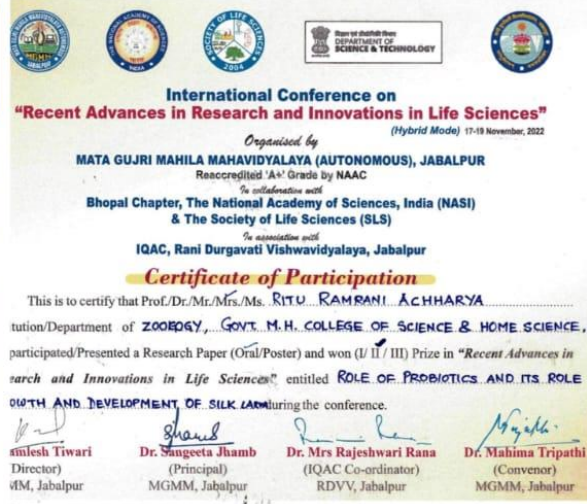 MGMM
JABALPUR
INDIA
SOCIETY OF LIFE SCIENCES
2004
DEPARTMENT OF
SCIENCE & TECHNOLOGY
International Conference on
"Recent Advances in Research and Innovations in Life Sciences"
(Hybrid Mode) 17-19 November, 2022
Organised by
MATA GUJRI MAHILA MAHAVIDYALAYA (AUTONOMOUS), JABALPUR
Reaccredited 'A+' Grade by NAAC
In collaboration with
Bhopal Chapter, The National Academy of Sciences, India (NASI)
& The Society of Life Sciences (SLS)
In association with
IQAC, Rani Durgavati Vishwavidyalaya, Jabalpur
Certificate of Participation
This is to certify that Prof./Dr./Mr./Mrs./Ms. RITU RAMRANI ACHHARYA
tution/Department of ZOOLOGY, GOVT M.H. COLLEGE OF SCIENCE & HOME SCIENCE,
participated/Presented a Research Paper (Oral/Poster) and won (I/ II / III) Prize in "Recent Advances in
earch and Innovations in Life Sciences" entitled ROLE OF PROBIOTICS AND ITS ROLE
OWTH AND DEVELOPMENT OF SILK during the conference.
mlesh Tiwari Dr. Sangeeta Jhamb Dr. Mrs Rajeshwari Rana Dr. Mahima Tripathi
Director) (Principal) (IQAC Co-ordinator) (Convenor)
MM, Jabalpur MGMM, Jabalpur RDVV, Jabalpur MGMM, Jabalpur